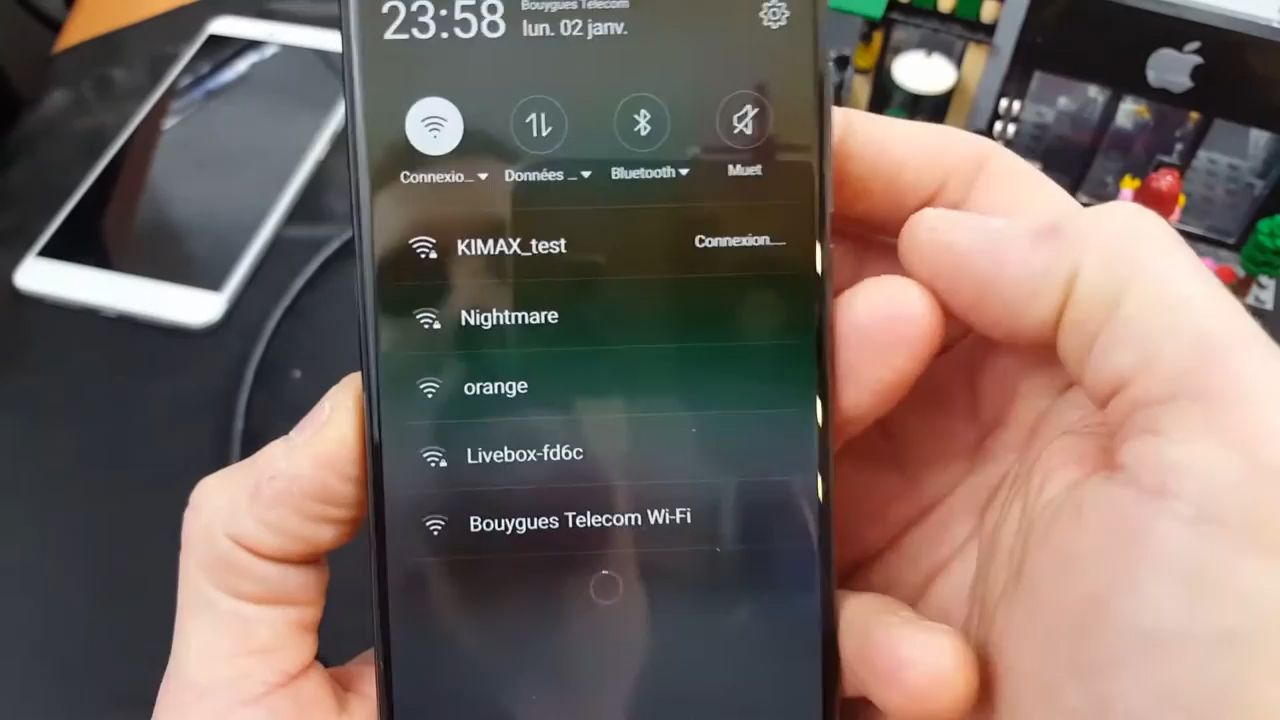 23:58
Bouygues Telecom
lun. 02 janv.
Connexio...
Données ...
Bluetooth
Muet
KIMAX_test
Connexion...
Nightmare
orange
Livebox-fd6c
Bouygues Telecom Wi-Fi